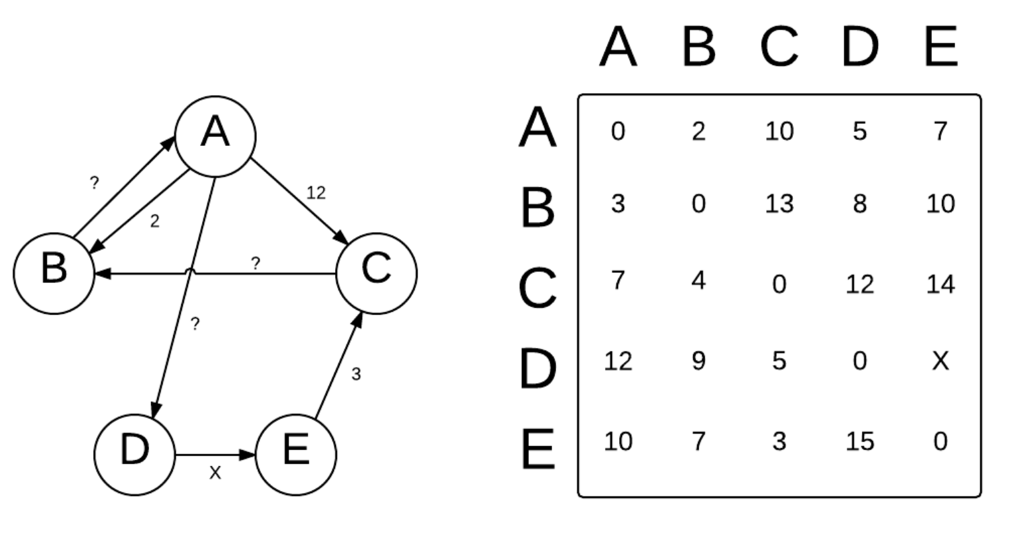 A
?
2
12
B
C
?
?
3
D
E
X
A B C D E
A 0 2 10 5 7
B 3 0 13 8 10
C 7 4 0 12 14
D 12 9 5 0 X
E 10 7 3 15 0